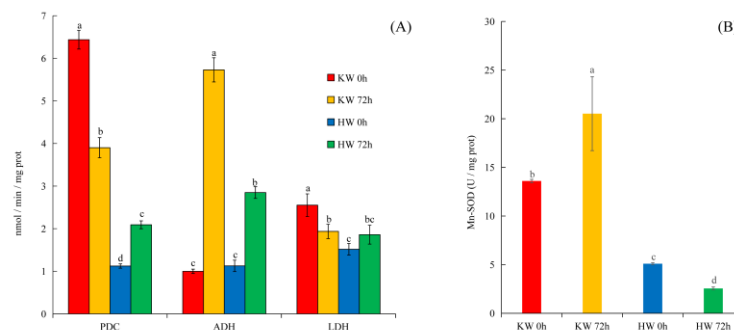 (A)
nmol / min / mg prot
7
6
5
4
3
2
1
0
a
b
d
c
c
a
c
b
a
b
c
bc
KW 0h
KW 72h
HW 0h
HW 72h
PDC ADH LDH
(B)
Mn-SOD (U / mg prot)
30
25
20
15
10
5
0
b
a
c
d
KW 0h KW 72h HW 0h HW 72h